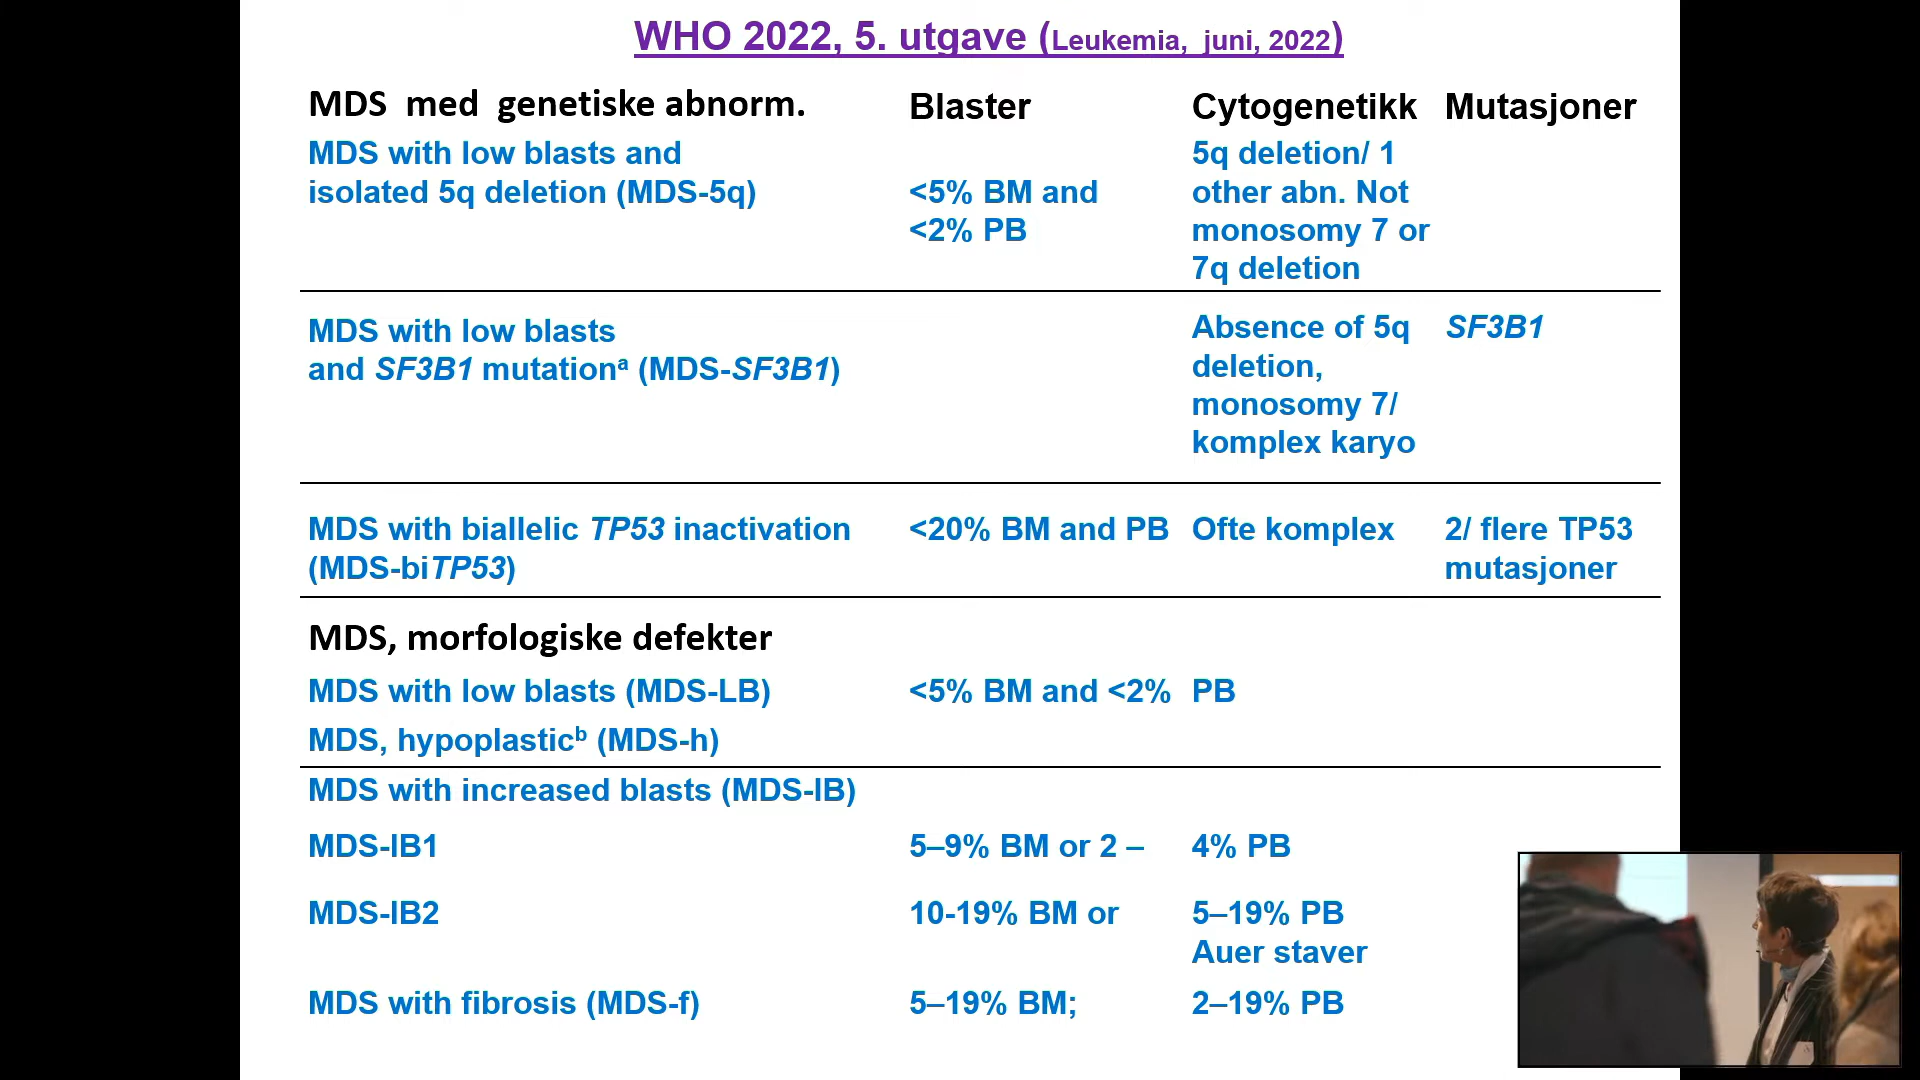 WHO 2022, 5. utgave (Leukemia, juni, 2022)
MDS med genetiske abnorm. Blaster Cytogenetikk Mutasjoner
MDS with low blasts and
isolated 5q deletion (MDS-5q)
<5% BM and
<2% PB
5q deletion/ 1
other abn. Not
monosomy 7 or
7q deletion
MDS with low blasts
and SF3B1 mutationᵃ (MDS-SF3B1)
Absence of 5q
deletion,
monosomy 7/
komplex karyo
SF3B1
MDS with biallelic TP53 inactivation
(MDS-biTP53)
<20% BM and PB
Ofte komplex
2/ flere TP53
mutasjoner
MDS, morfologiske defekter
MDS with low blasts (MDS-LB) <5% BM and <2% PB
MDS, hypoplasticᵇ (MDS-h)
MDS with increased blasts (MDS-IB)
MDS-IB1 5–9% BM or 2 – 4% PB
MDS-IB2 10-19% BM or 5–19% PB
Auer staver
MDS with fibrosis (MDS-f) 5–19% BM; 2–19% PB